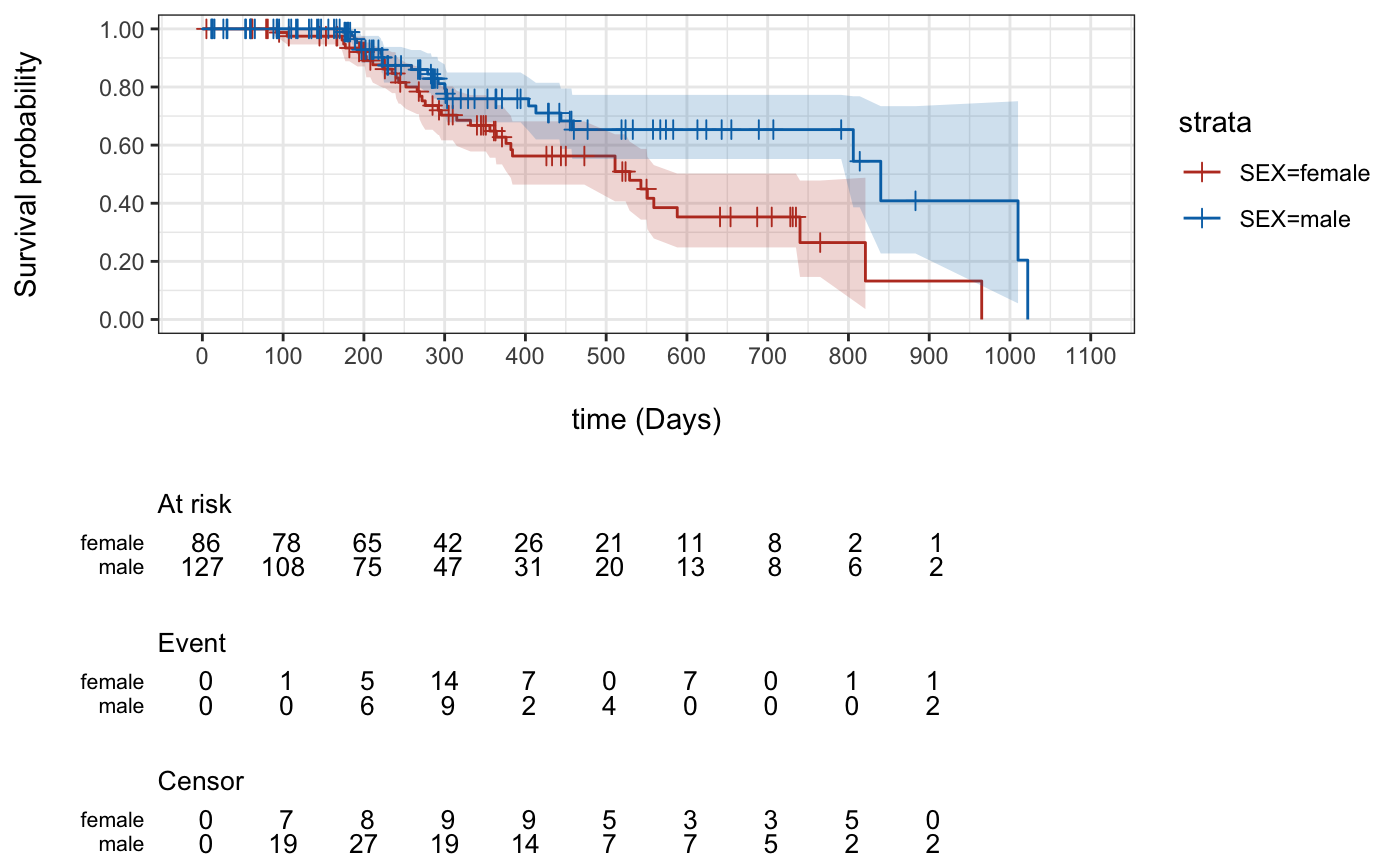 Survival probability
1.00
0.80
0.60
0.40
0.20
0.00
0 100 200 300 400 500 600 700 800 900 1000 1100
time (Days)
strata
SEX=female
SEX=male
At risk
female 86 78 65 42 26 21 11 8 2 1
male 127 108 75 47 31 20 13 8 6 2
Event
female 0 1 5 14 7 0 7 0 1 1
male 0 0 6 9 2 4 0 0 0 2
Censor
female 0 7 8 9 9 5 3 3 5 0
male 0 19 27 19 14 7 7 5 2 2